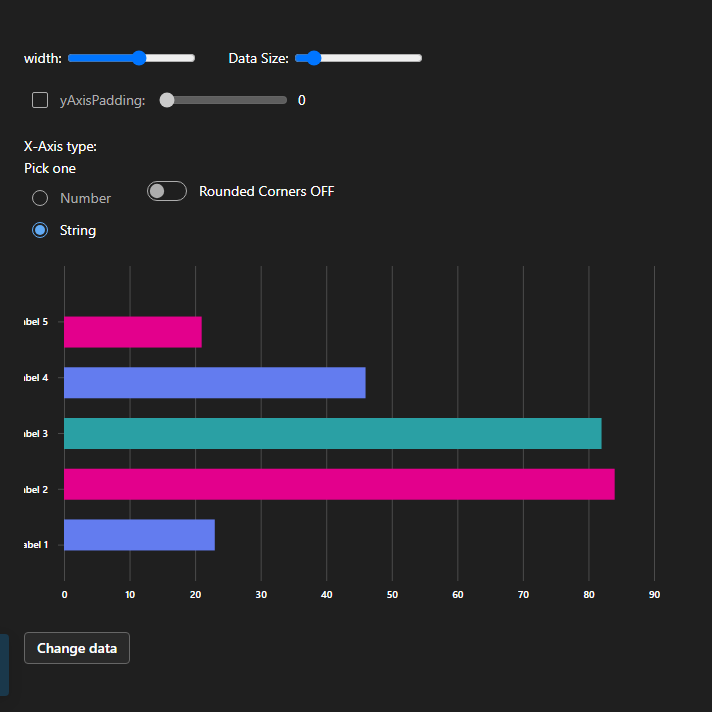 width: Data Size:
yAxisPadding: 0
X-Axis type:
Pick one
Number
Rounded Corners OFF
String
abel 5
abel 4
abel 3
abel 2
abel 1
0 10 20 30 40 50 60 70 80 90
Change data